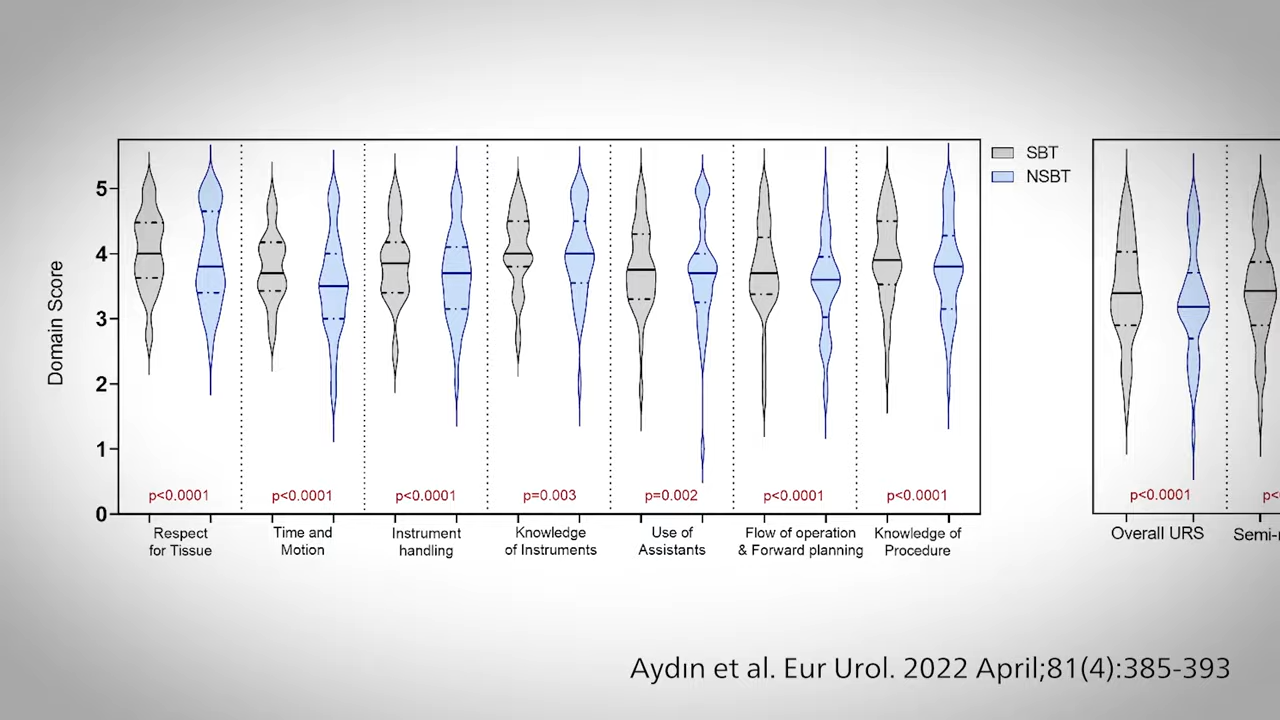 SBT
NSBT
Domain Score
5
4
3
2
1
0
p<0.0001
p<0.0001
p<0.0001
p=0.003
p=0.002
p<0.0001
p<0.0001
Respect
for Tissue
Time and
Motion
Instrument
handling
Knowledge
of Instruments
Use of
Assistants
Flow of operation
& Forward planning
Knowledge of
Procedure
p<0.0001
p<
Overall URS
Semi-
Aydın et al. Eur Urol. 2022 April;81(4):385-393